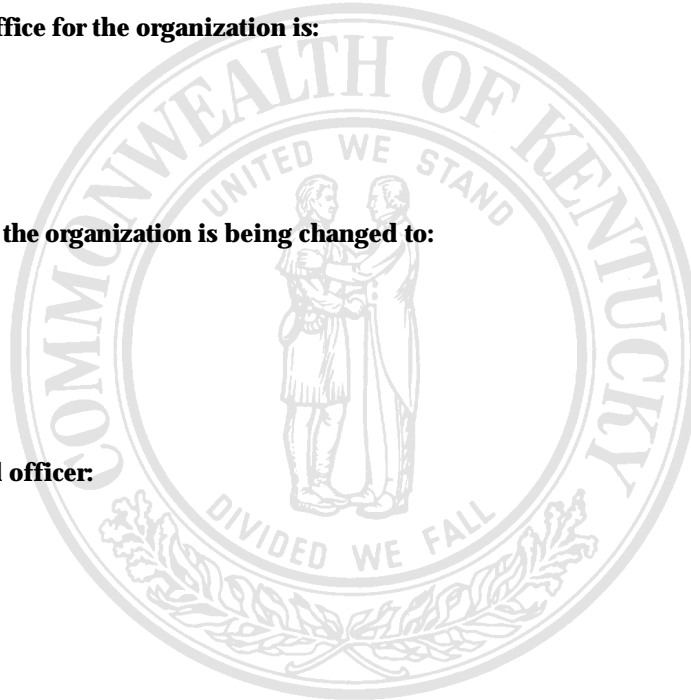 ffice for the organization is:
COMMONWEALTH OF KENTUCKY
UNITED WE STAND
the organization is being changed to:
l officer:
DIVIDED WE FALL